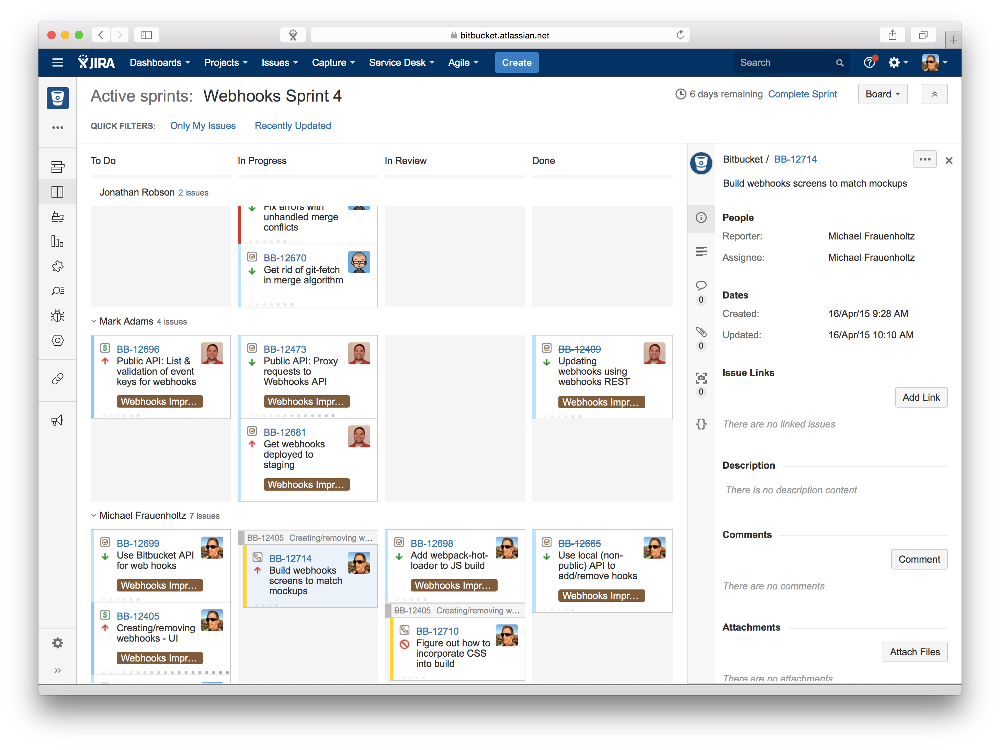 bitbucket.atlassian.net
JIRA Dashboards Projects Issues Capture Service Desk Agile Create Search
Active sprints: Webhooks Sprint 4
6 days remaining Complete Sprint Board
QUICK FILTERS: Only My Issues Recently Updated
To Do In Progress In Review Done
Jonathan Robson 2 issues
Fix errors with
unhandled merge
conflicts
BB-12670
Get rid of git-fetch
in merge algorithm
Mark Adams 4 issues
BB-12696
Public API: List &
validation of event
keys for webhooks
Webhooks Impr...
BB-12473
Public API: Proxy
requests to
Webhooks API
Webhooks Impr...
BB-12681
Get webhooks
deployed to
staging
Webhooks Impr...
BB-12409
Updating
webhooks using
webhooks REST
Webhooks Impr...
Michael Frauenholtz 7 issues
BB-12699
Use Bitbucket API
for web hooks
Webhooks Impr...
BB-12405
Creating/removing
webhooks - UI
Webhooks Impr...
BB-12405 Creating/removing w...
BB-12714
Build webhooks
screens to match
mockups
BB-12698
Add webpack-hot-
loader to JS build
Webhooks Impr...
BB-12405 Creating/removing w...
BB-12710
Figure out how to
incorporate CSS
into build
BB-12665
Use local (non-
public) API to
add/remove hooks
Webhooks Impr...
0
0
0
Bitbucket / BB-12714
Build webhooks screens to match mockups
People
Reporter: Michael Frauenholtz
Assignee: Michael Frauenholtz
Dates
Created: 16/Apr/15 9:28 AM
Updated: 16/Apr/15 10:10 AM
Issue Links
Add Link
There are no linked issues
Description
There is no description content
Comments
Comment
There are no comments
Attachments
Attach Files
There are no attachments